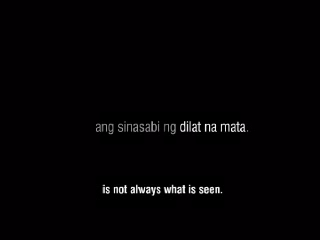 ang sinasabi ng dilat na mata.
is not always what is seen.